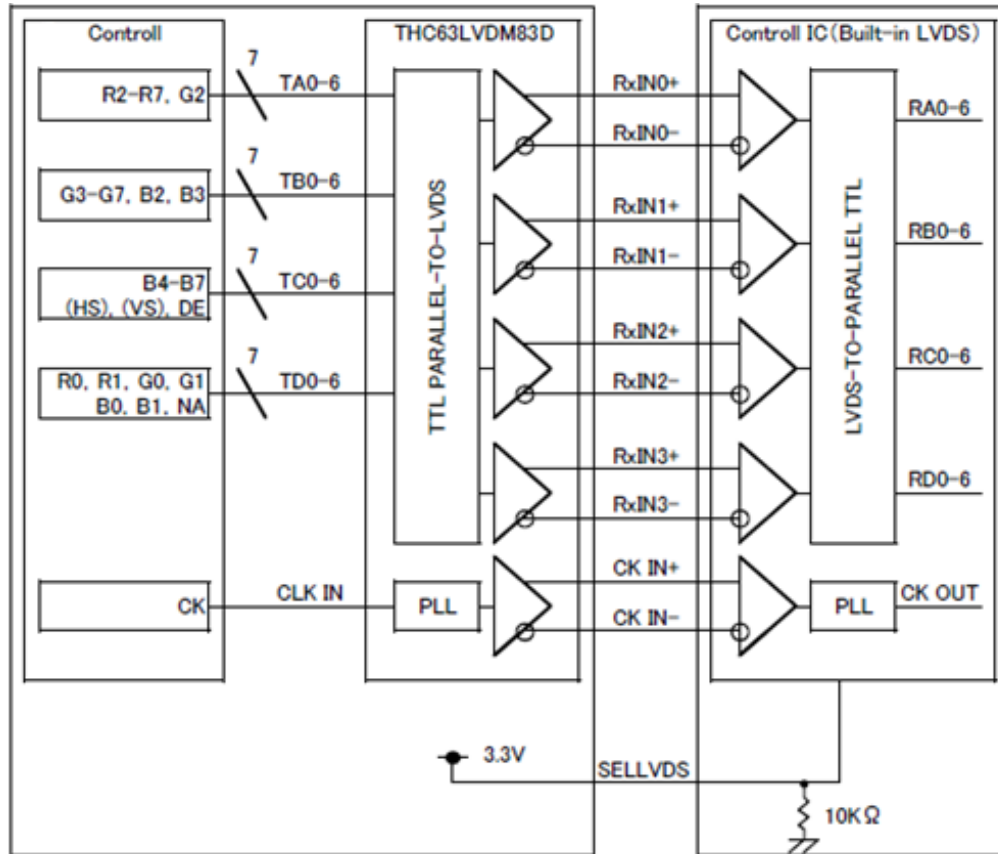 Controll
THC63LVDM83D
Controll IC(Built-in LVDS)
R2-R7, G2
7
TA0-6
RxIN0+
RxIN0-
RA0-6
G3-G7, B2, B3
7
TB0-6
RxIN1+
RxIN1-
RB0-6
B4-B7
(HS), (VS), DE
7
TC0-6
RxIN2+
RxIN2-
RC0-6
R0, R1, G0, G1
B0, B1, NA
7
TD0-6
RxIN3+
RxIN3-
RD0-6
TTL PARALLEL-TO-LVDS
LVDS-TO-PARALLEL TTL
CK
CLK IN
PLL
CK IN+
CK IN-
PLL
CK OUT
3.3V
SELLVDS
10KΩ